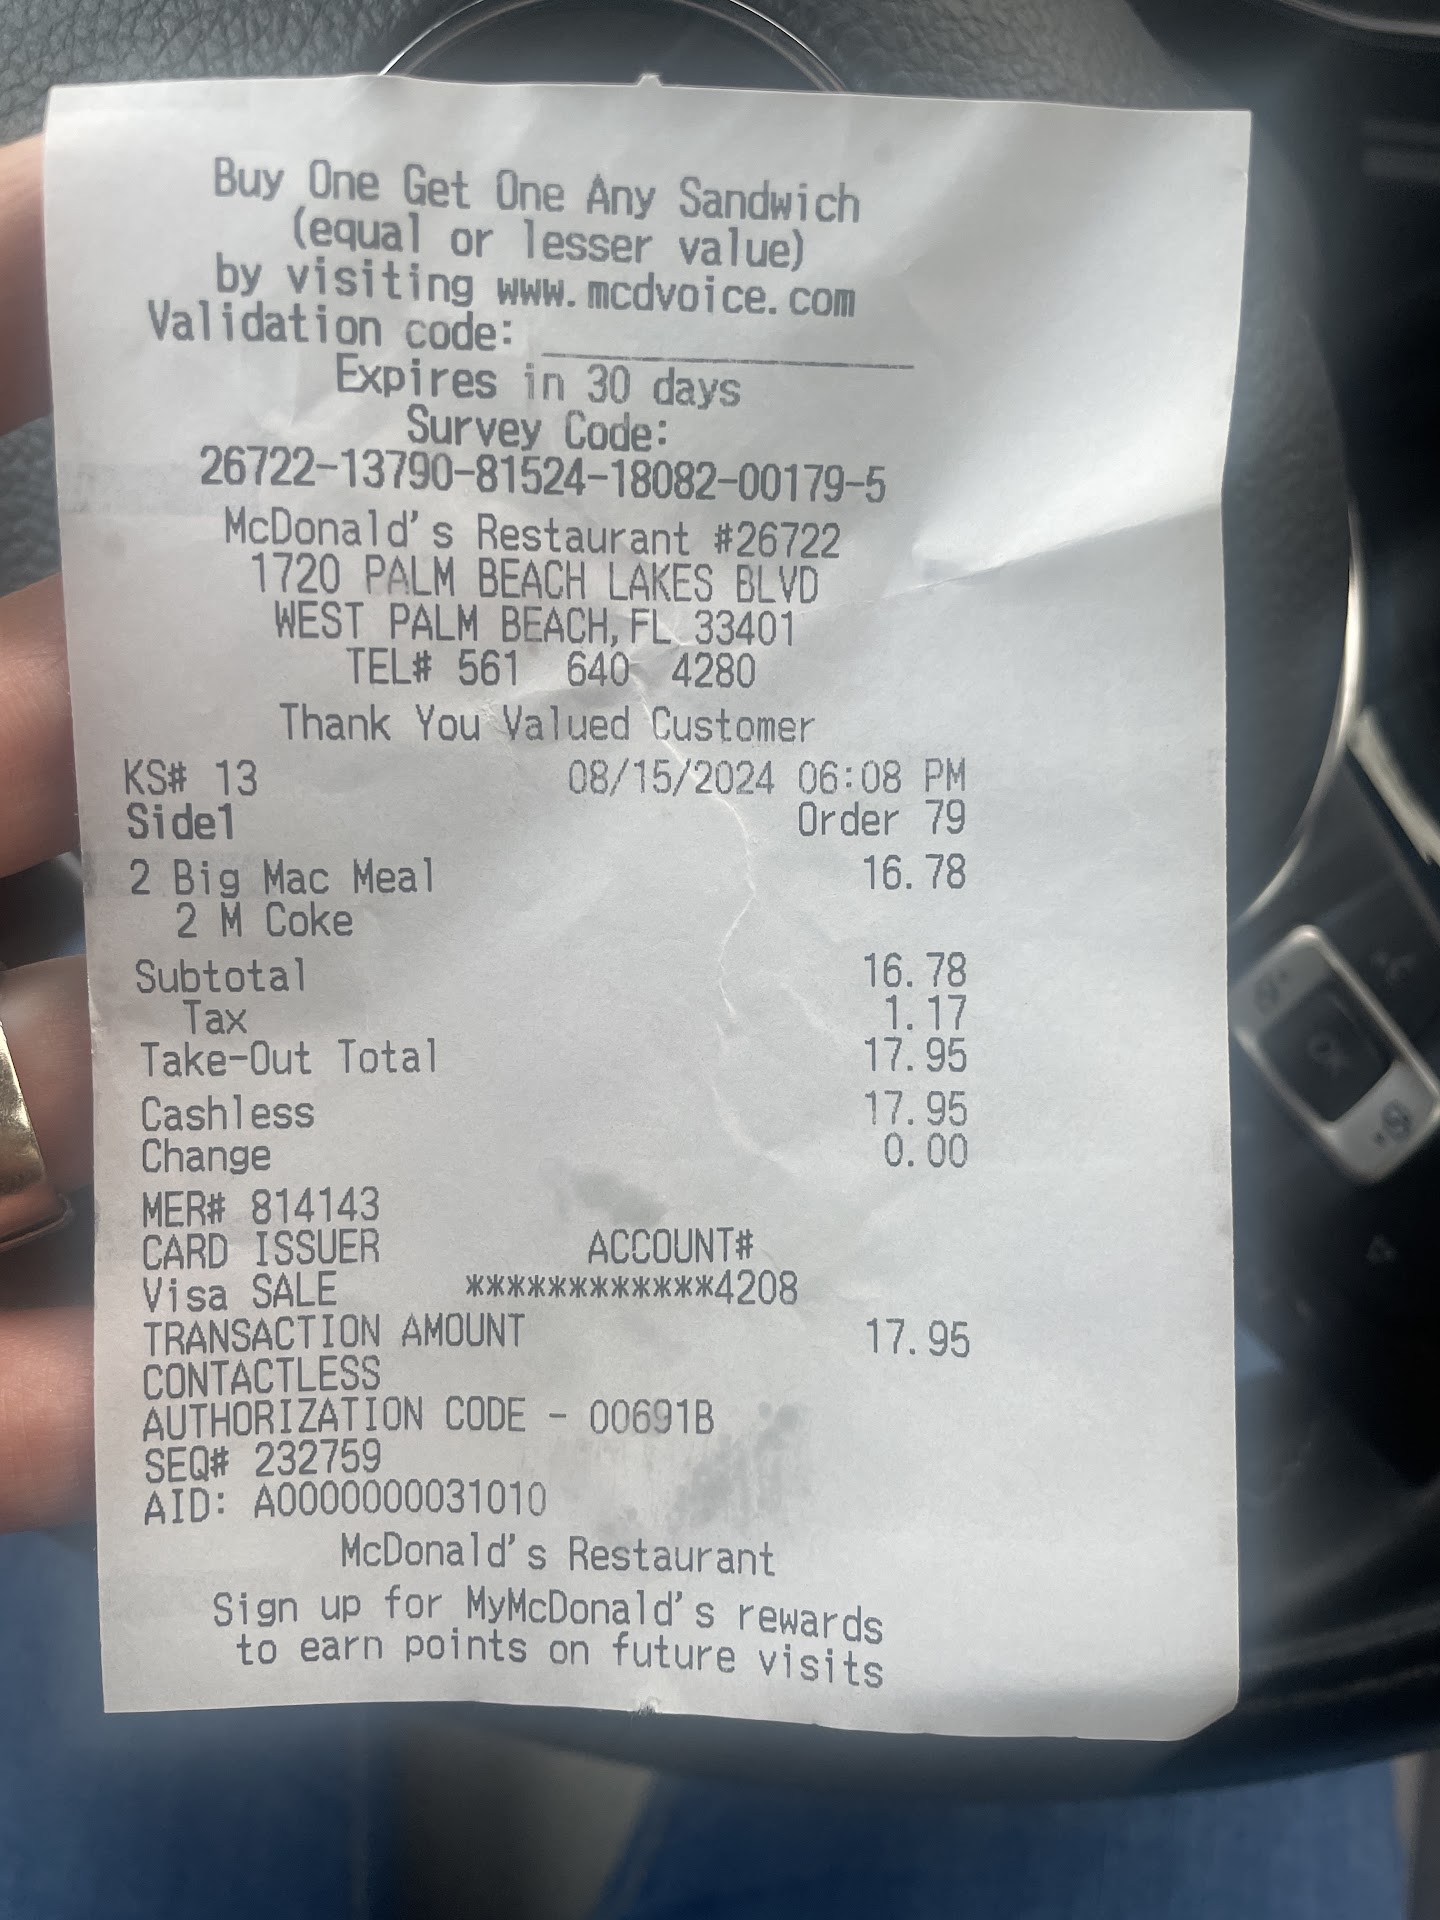 Buy One Get One Any Sandwich
(equal or lesser value)
by visiting www.mcdvoice.com
Validation code: ________________
Expires in 30 days
Survey Code:
26722-13790-81524-18082-00179-5
McDonald's Restaurant #26722
1720 PALM BEACH LAKES BLVD
WEST PALM BEACH,FL 33401
TEL# 561 640 4280
Thank You Valued Customer
KS# 13 08/15/2024 06:08 PM
Side1 Order 79
2 Big Mac Meal 16.78
2 M Coke
Subtotal 16.78
Tax 1.17
Take-Out Total 17.95
Cashless 17.95
Change 0.00
MER# 814143
CARD ISSUER ACCOUNT#
Visa SALE ************4208
TRANSACTION AMOUNT 17.95
CONTACTLESS
AUTHORIZATION CODE - 00691B
SEQ# 232759
AID: A0000000031010
McDonald's Restaurant
Sign up for MyMcDonald's rewards
to earn points on future visits
OK